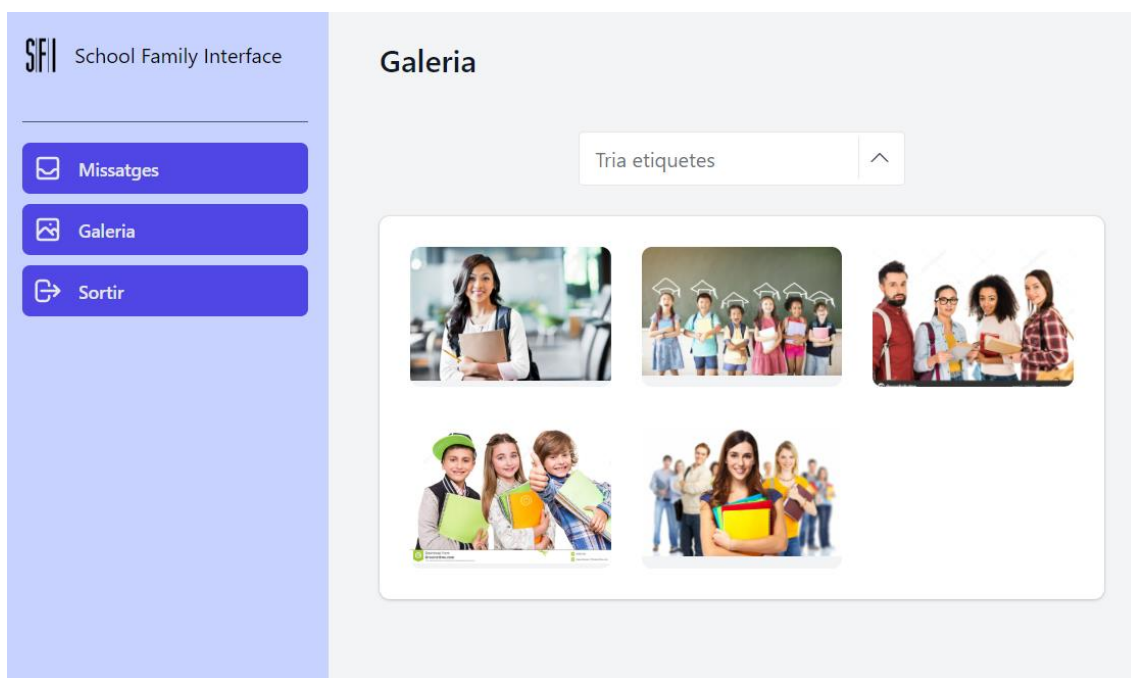 SFI School Family Interface
Missatges
Galeria
Sortir
Galeria
Tria etiquetes